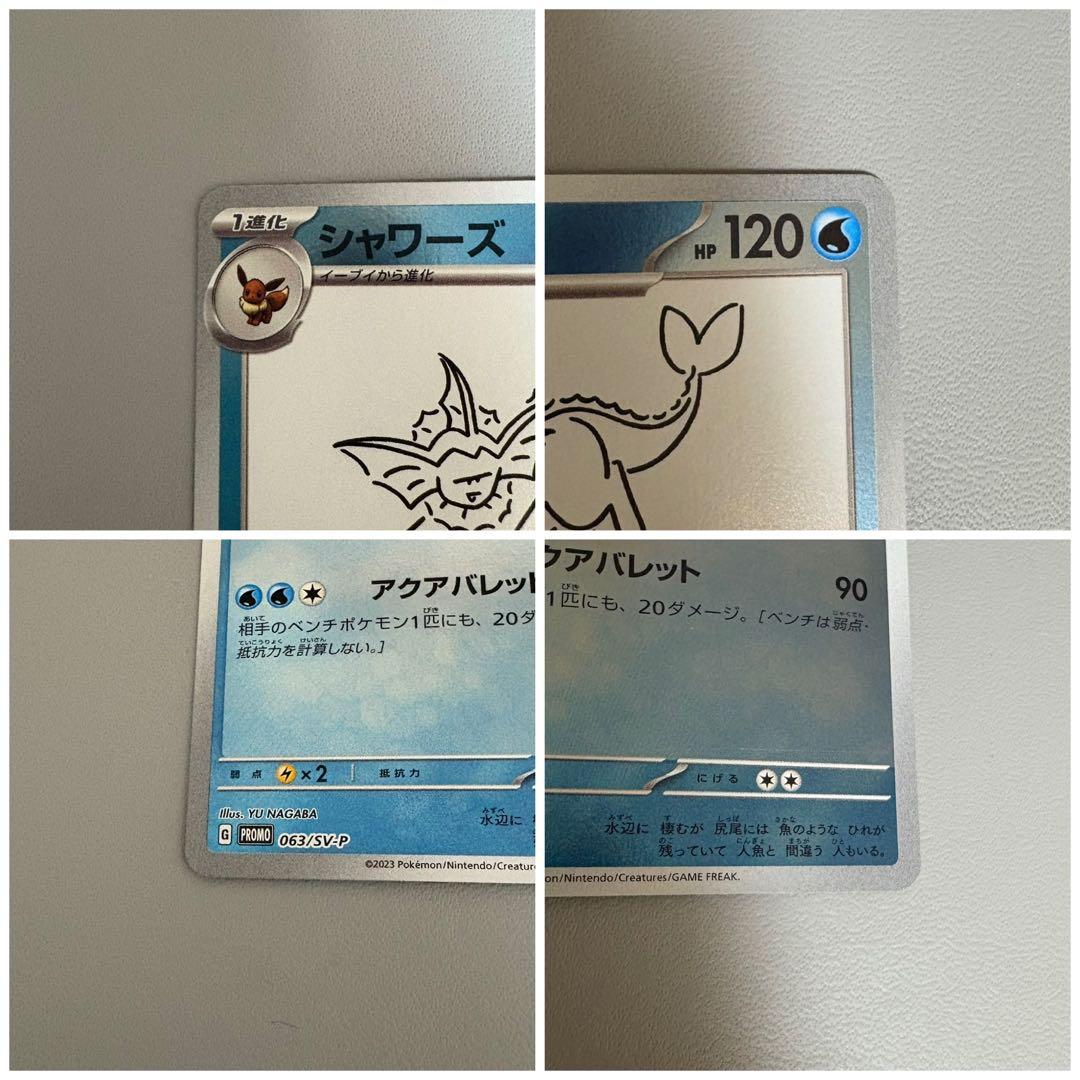 1進化
シャワーズ
イーブイから進化
HP 120
アクアバレット
相手のベンチポケモン1匹にも、20ダ
抵抗力を計算しない。]
弱点 ×2 抵抗力
Illus. YU NAGABA
水辺に
G PROMO 063/SV-P
©2023 Pokémon/Nintendo/Creature
クアバレット 90
1匹にも、20ダメージ。[ベンチは弱点・
にげる
水辺に 棲むが 尻尾には 魚のような ひれが
残っていて 人魚と 間違う 人もいる。
on/Nintendo/Creatures/GAME FREAK.